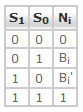 S₁ S₀ Nᵢ
0 0 0
0 1 Bᵢ
1 0 Bᵢ'
1 1 1